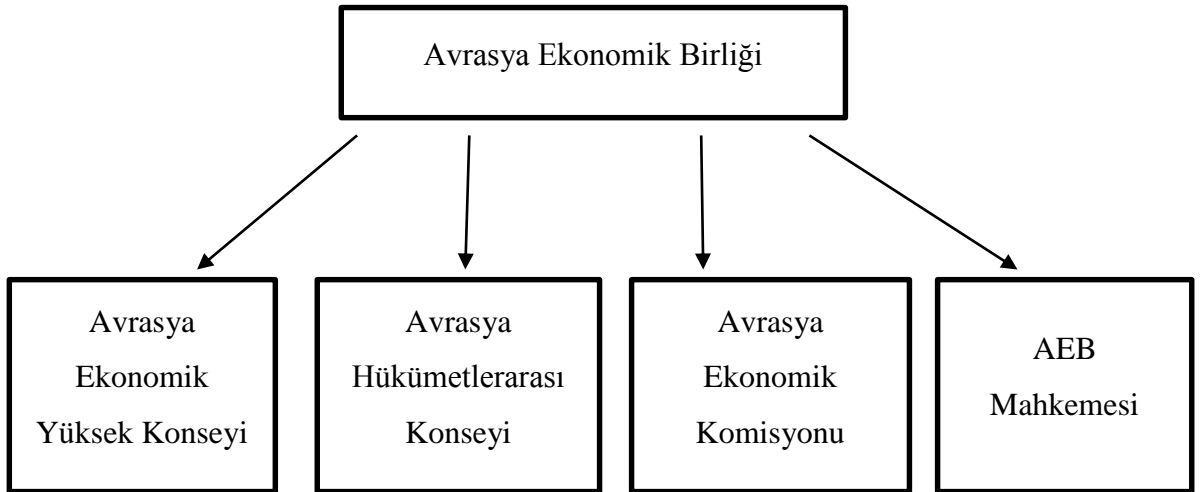 Avrasya Ekonomik Birliği
Avrasya
Ekonomik
Yüksek Konseyi
Avrasya
Hükümetlerarası
Konseyi
Avrasya
Ekonomik
Komisyonu
AEB
Mahkemesi